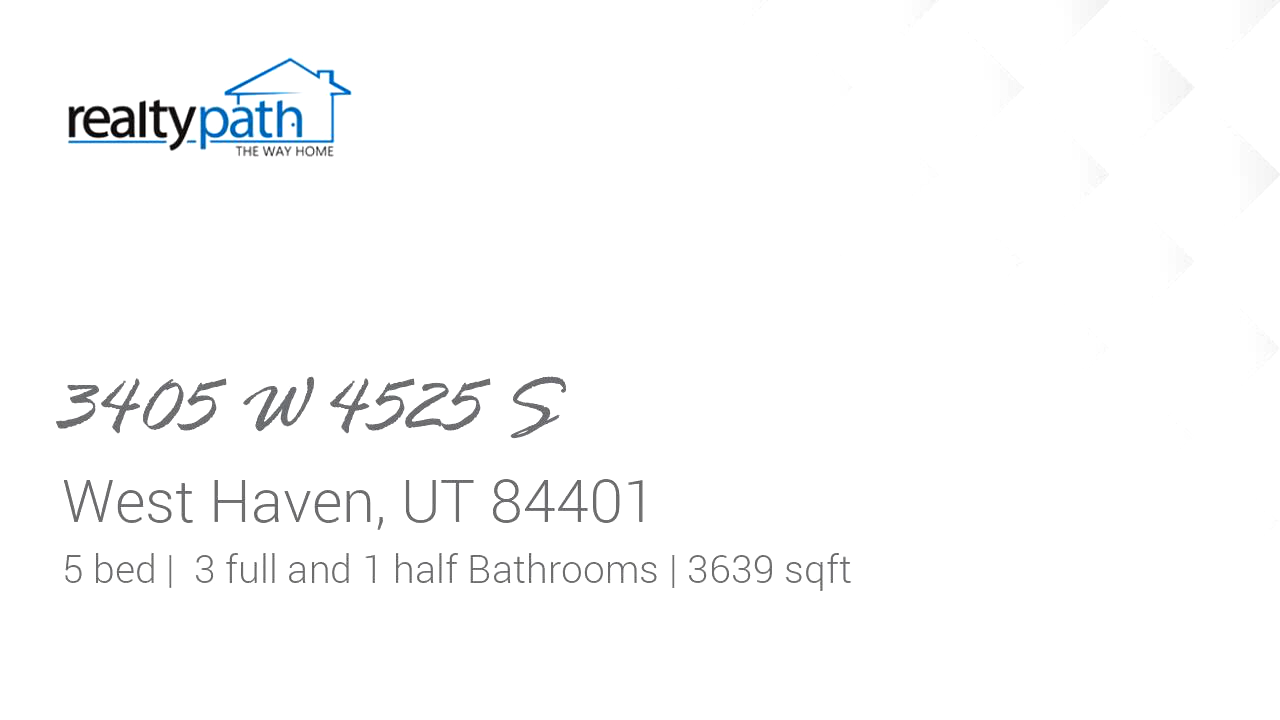 realtypath
THE WAY HOME
3405 W 4525 S
West Haven, UT 84401
5 bed |  3 full and 1 half Bathrooms | 3639 sqft